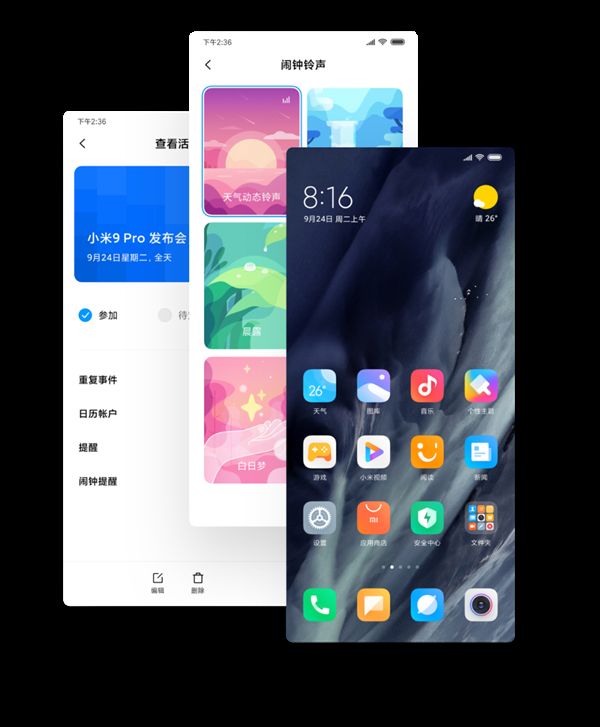 下午2:36
查看活
小米9 Pro 发布会
9月24日星期二, 全天
参加
重复事件
日历帐户
提醒
闹钟提醒
编辑
删除
下午2:36
闹钟铃声
天气动态铃声
晨露
白日梦
8:16
9月24日 周二上午
晴 26°
26°
天气
图库
音乐
个性主题
游戏
小米视频
阅读
新闻
设置
MI
应用商店
安全中心
文件夹